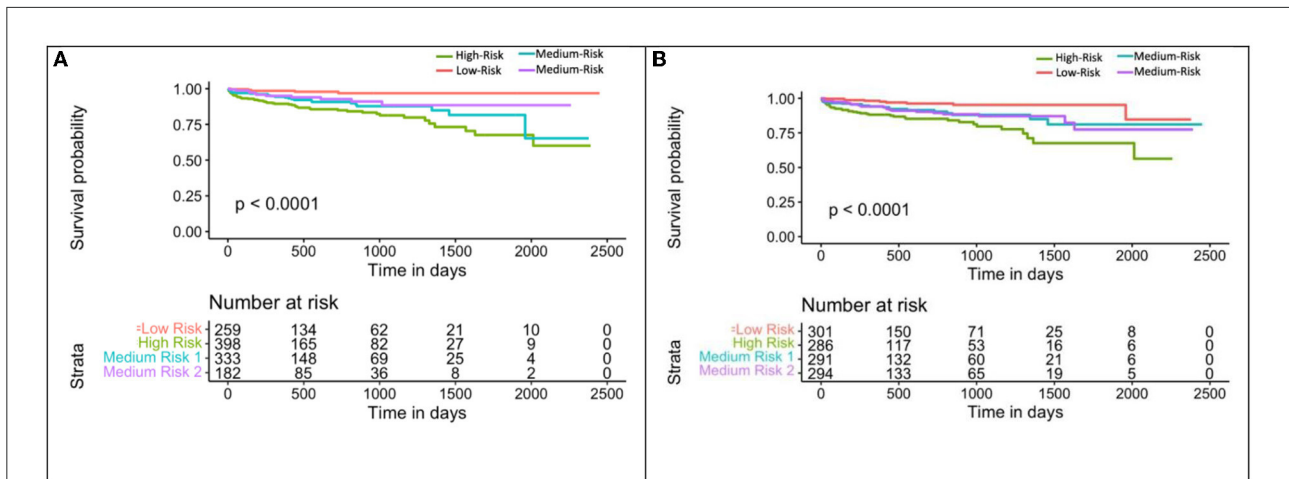 A
High-Risk Medium-Risk
Low-Risk Medium-Risk
Survival probability
1.00
0.75
0.50
0.25
0.00
p < 0.0001
0 500 1000 1500 2000 2500
Time in days
Number at risk
Strata
=Low Risk 259 134 62 21 10 0
High Risk 398 165 82 27 9 0
Medium Risk 1 333 148 69 25 4 0
Medium Risk 2 182 85 36 8 2 0
0 500 1000 1500 2000 2500
Time in days
B
High-Risk Medium-Risk
Low-Risk Medium-Risk
Survival probability
1.00
0.75
0.50
0.25
0.00
p < 0.0001
0 500 1000 1500 2000 2500
Time in days
Number at risk
Strata
=Low Risk 301 150 71 25 8 0
High Risk 286 117 53 16 6 0
Medium Risk 1 291 132 60 21 6 0
Medium Risk 2 294 133 65 19 5 0
0 500 1000 1500 2000 2500
Time in days